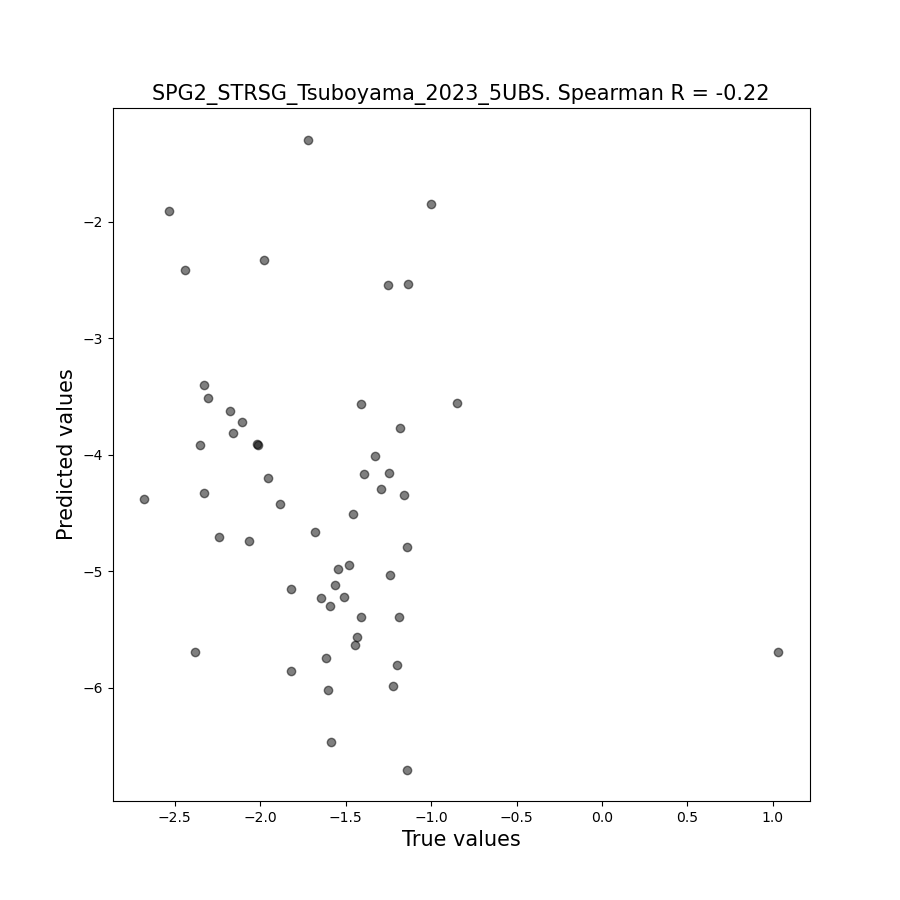 SPG2_STRSG_Tsuboyama_2023_5UBS. Spearman R = -0.22
Predicted values
−2
−3
−4
−5
−6
−2.5 −2.0 −1.5 −1.0 −0.5 0.0 0.5 1.0
True values